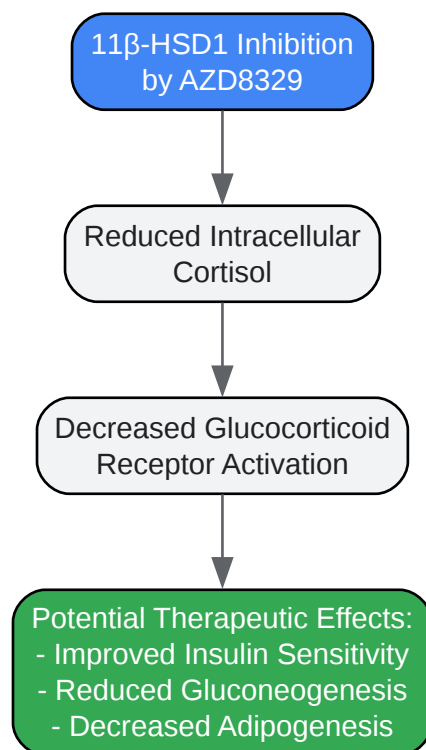 11β-HSD1 Inhibition
by AZD8329
Reduced Intracellular
Cortisol
Decreased Glucocorticoid
Receptor Activation
Potential Therapeutic Effects:
- Improved Insulin Sensitivity
- Reduced Gluconeogenesis
- Decreased Adipogenesis